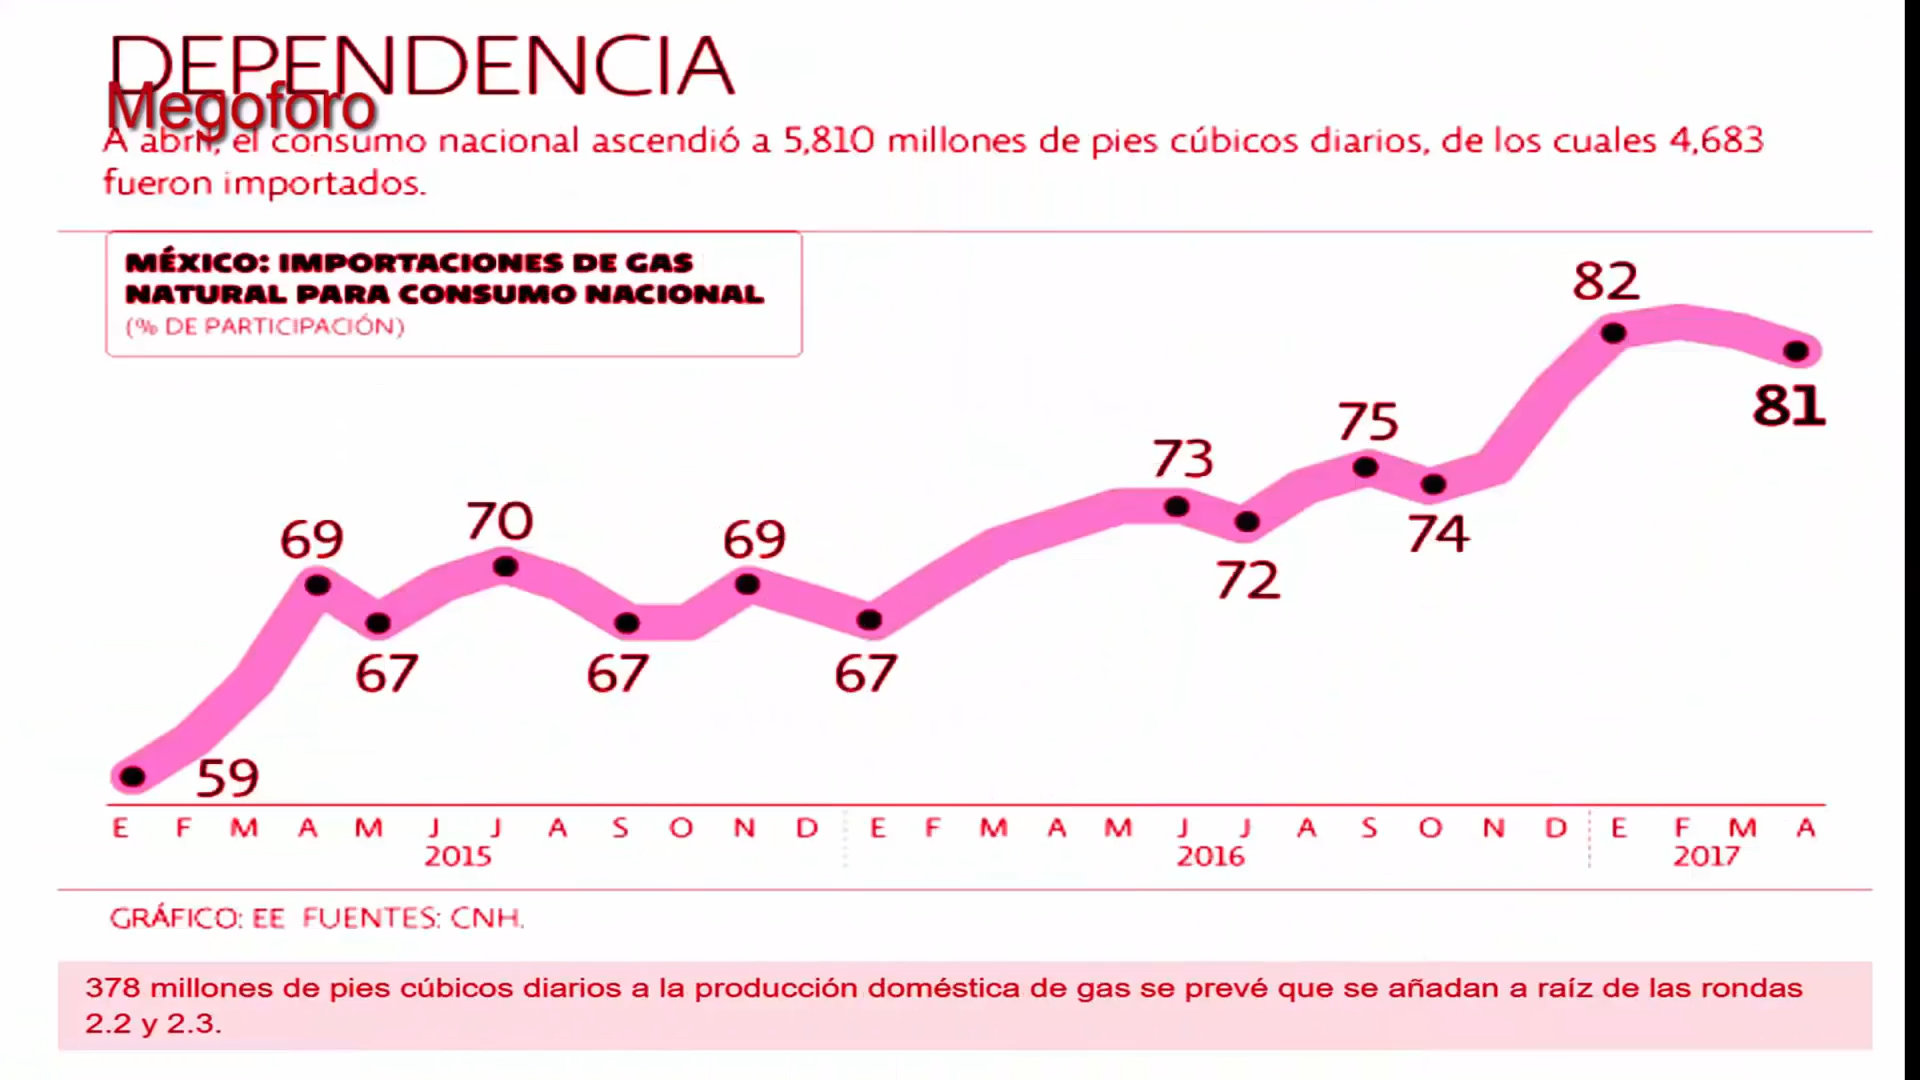 DEPENDENCIA
Megoforo
A abril, el consumo nacional ascendió a 5,810 millones de pies cúbicos diarios, de los cuales 4,683
fueron importados.
MÉXICO: IMPORTACIONES DE GAS
NATURAL PARA CONSUMO NACIONAL
(% DE PARTICIPACIÓN)
82
81
75
73
74
70
69
69
72
67
67
67
59
E F M A M J J A S O N D E F M A M J J A S O N D E F M A
2015 2016 2017
GRÁFICO: EE FUENTES: CNH.
378 millones de pies cúbicos diarios a la producción doméstica de gas se prevé que se añadan a raíz de las rondas
2.2 y 2.3.